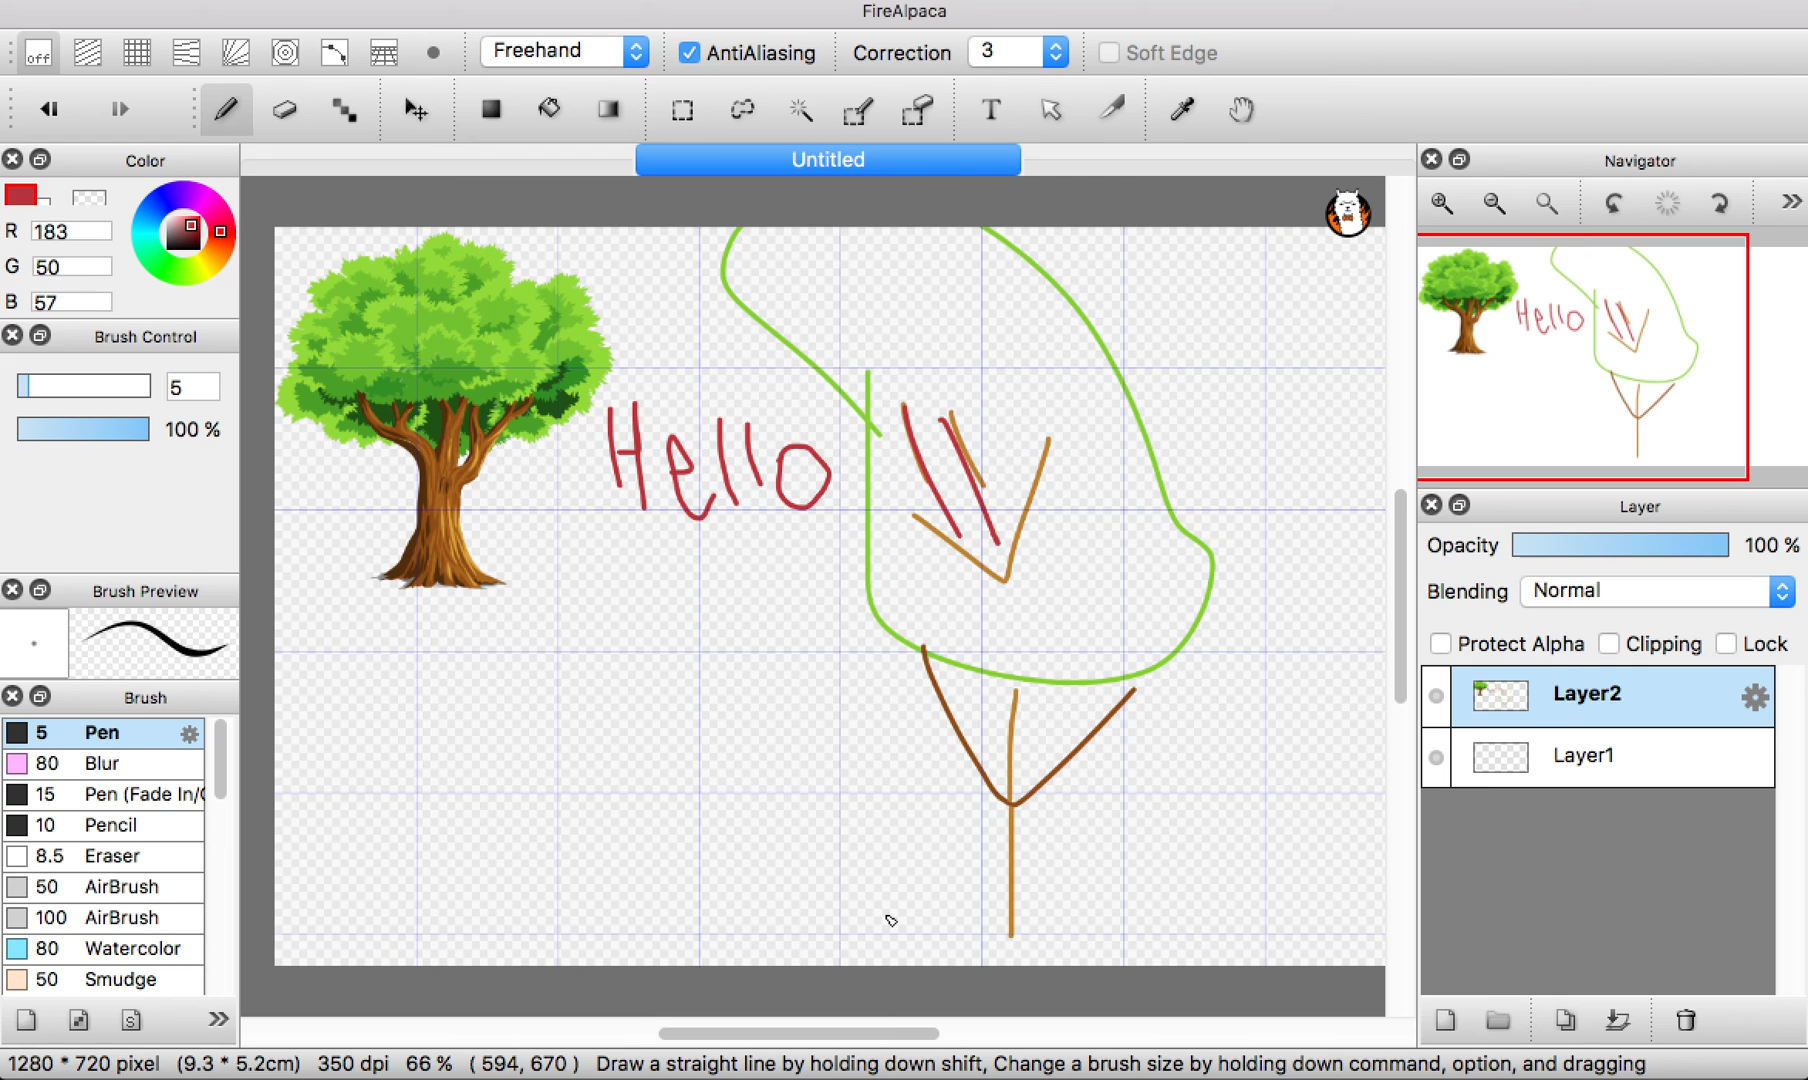 FireAlpaca
off
Freehand
AntiAliasing
Correction
3
Soft Edge
T
Color
Untitled
Navigator
R 183
G 50
B 57
Brush Control
5
100 %
Hello
Hello
Layer
Opacity 100 %
Blending Normal
Protect Alpha Clipping Lock
Brush Preview
Brush
5 Pen
80 Blur
15 Pen (Fade In/
10 Pencil
8.5 Eraser
50 AirBrush
100 AirBrush
80 Watercolor
50 Smudge
Layer2
Layer1
S
1280 * 720 pixel (9.3 * 5.2cm) 350 dpi 66 % ( 594, 670 ) Draw a straight line by holding down shift, Change a brush size by holding down command, option, and dragging